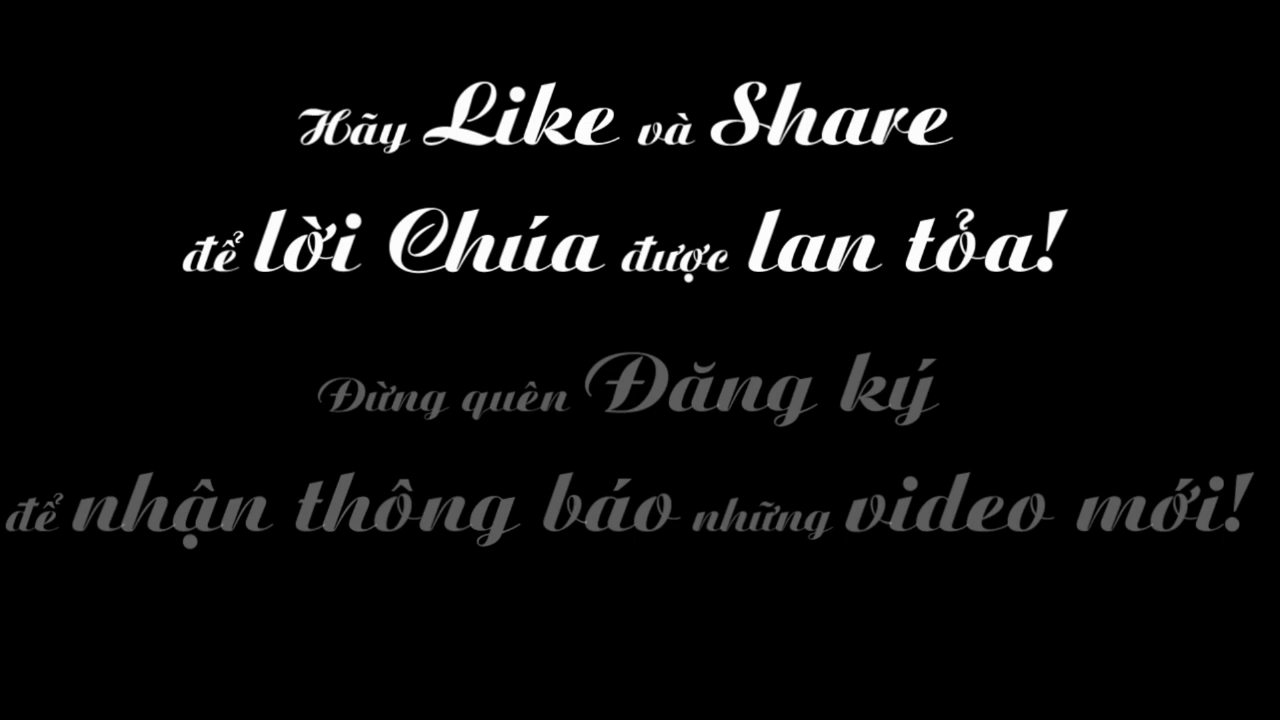 Hãy Like và Share
để lời Chúa được lan tỏa!
Đừng quên Đăng ký
để nhận thông báo những video mới!